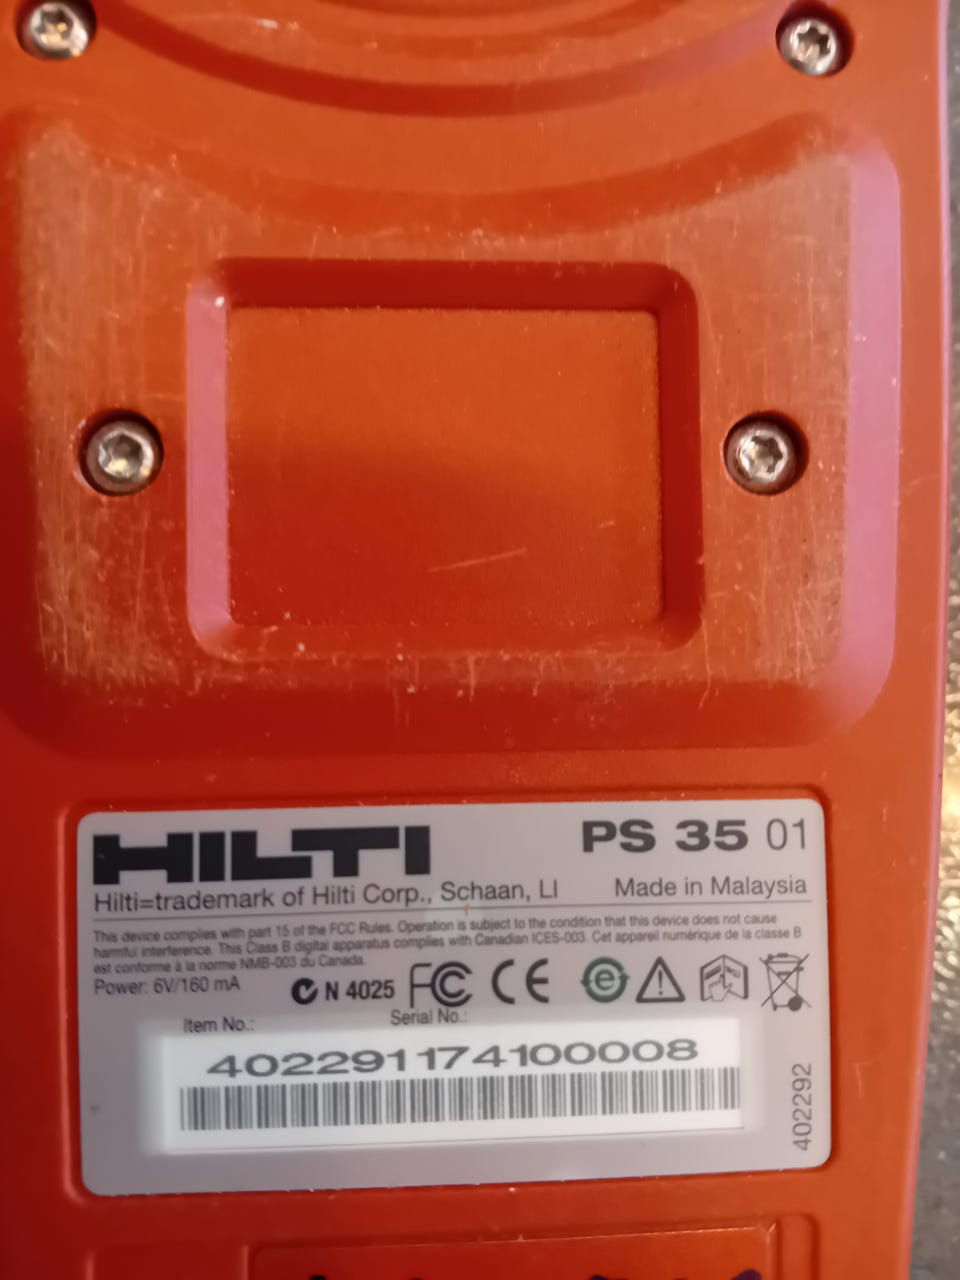 HILTI
PS 35 01
Hilti=trademark of Hilti Corp., Schaan, LI
Made in Malaysia
This device complies with part 15 of the FCC Rules. Operation is subject to the condition that this device does not cause
harmful interference. This Class B digital apparatus complies with Canadian ICES-003. Cet appareil numérique de la classe B
est conforme à la norme NMB-003 du Canada.
Power: 6V/160 mA
N 4025
FC CE
e
Item No.:
Serial No.:
402291174100008
402292